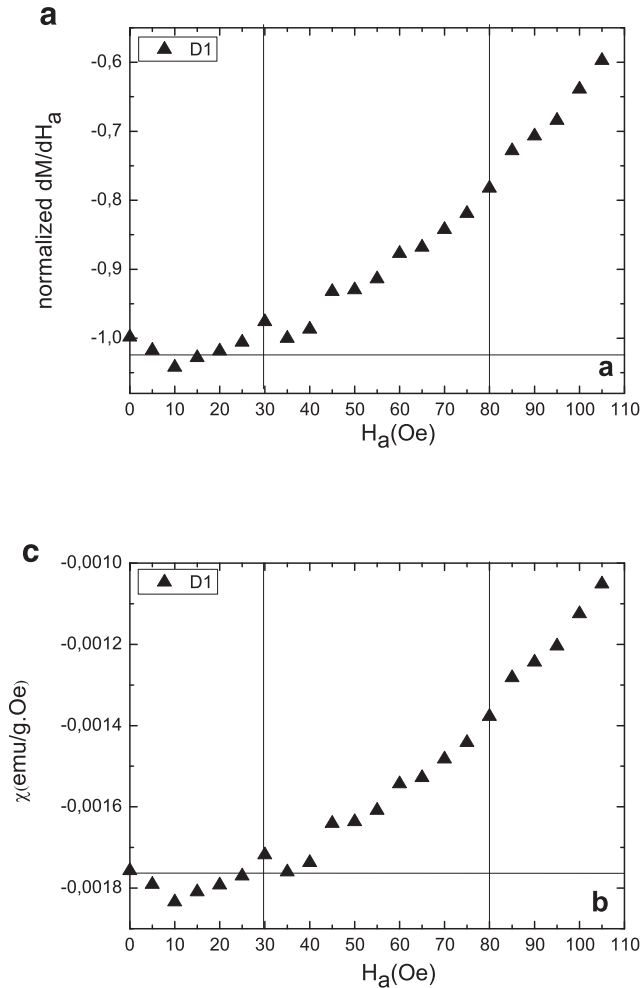 a
D1
-0,6
-0,7
-0,8
-0,9
-1,0
normalized dM/dHa
a
0 10 20 30 40 50 60 70 80 90 100 110
Ha(Oe)
c
D1
-0,0010
-0,0012
-0,0014
-0,0016
-0,0018
χ(emu/g.Oe)
b
0 10 20 30 40 50 60 70 80 90 100 110
Ha(Oe)